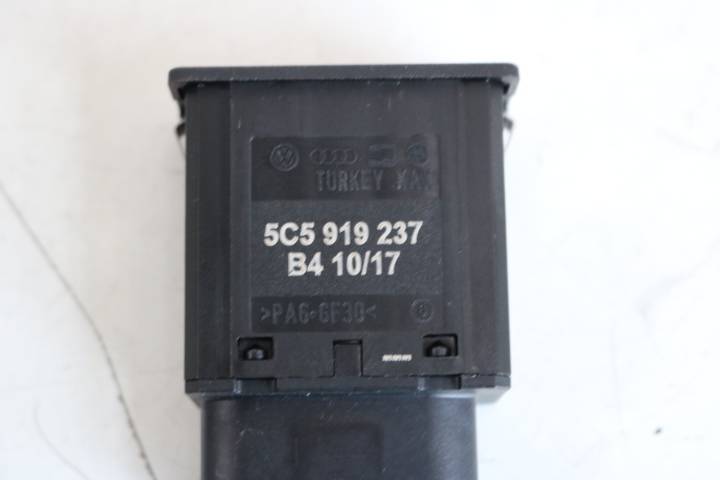 TURKEY
5C5 919 237
B4 10/17
>PA6-GF30<